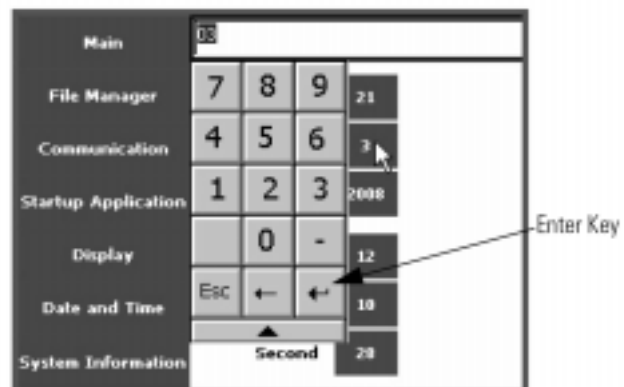 03
Main
File Manager
Communication
Startup Application
Display
Date and Time
System Information
7 8 9
4 5 6
1 2 3
0 -
Esc ← ↵
▲
21
3
2008
12
10
Second 20
Enter Key